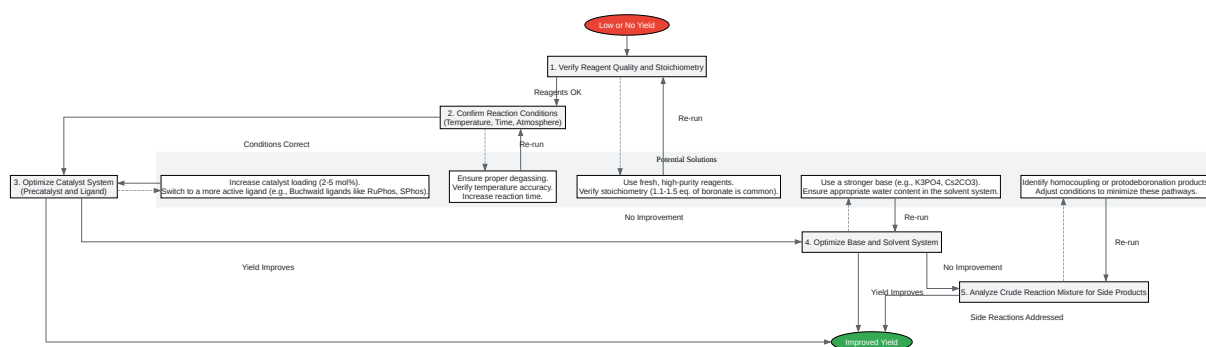 Low or No Yield
1. Verify Reagent Quality and Stoichiometry
Reagents OK
2. Confirm Reaction Conditions
(Temperature, Time, Atmosphere)
Re-run
Conditions Correct
Re-run
Potential Solutions
3. Optimize Catalyst System
(Precatalyst and Ligand)
Increase catalyst loading (2-5 mol%).
Switch to a more active ligand (e.g., Buchwald ligands like RuPhos, SPhos).
Ensure proper degassing.
Verify temperature accuracy.
Increase reaction time.
Use fresh, high-purity reagents.
Verify stoichiometry (1.1-1.5 eq. of boronate is common).
Use a stronger base (e.g., K3PO4, Cs2CO3).
Ensure appropriate water content in the solvent system.
Identify homocoupling or protodeboronation products.
Adjust conditions to minimize these pathways.
No Improvement
Re-run
4. Optimize Base and Solvent System
Re-run
Yield Improves
No Improvement
Yield Improves
5. Analyze Crude Reaction Mixture for Side Products
Side Reactions Addressed
Improved Yield